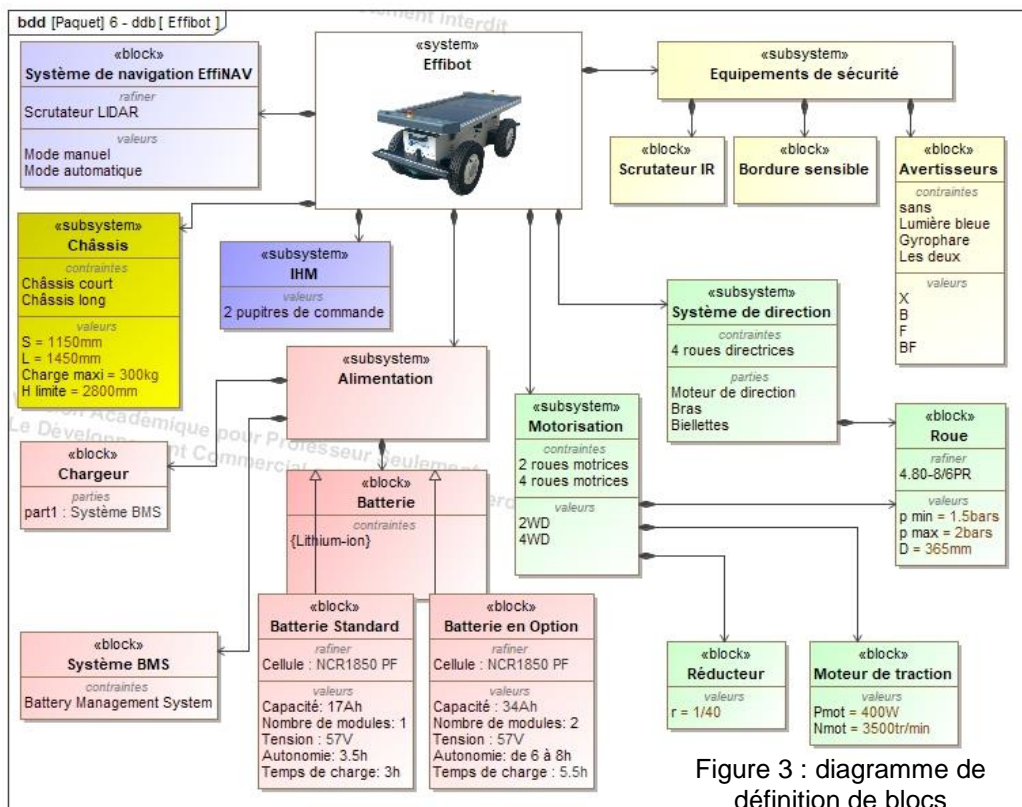 bdd [Paquet] 6 - ddb [ Effibot ]
ument interdit
«block»
Système de navigation EffiNAV
rafiner
Scrutateur LIDAR
valeurs
Mode manuel
Mode automatique
«system»
Effibot
«subsystem»
Equipements de sécurité
«block»
Scrutateur IR
«block»
Bordure sensible
«block»
Avertisseurs
contraintes
sans
Lumière bleue
Gyrophare
Les deux
valeurs
X
B
F
BF
«subsystem»
Châssis
contraintes
Châssis court
Châssis long
valeurs
S = 1150mm
L = 1450mm
Charge maxi = 300kg
H limite = 2800mm
«subsystem»
IHM
valeurs
2 pupitres de commande
«subsystem»
Système de direction
contraintes
4 roues directrices
parties
Moteur de direction
Bras
Biellettes
«subsystem»
Alimentation
Académique pour Professeur Seulement
Le Développement Commercial
«subsystem»
Motorisation
contraintes
2 roues motrices
4 roues motrices
valeurs
2WD
4WD
«block»
Roue
rafiner
4.80-8/6PR
valeurs
p min = 1.5bars
p max = 2bars
D = 365mm
«block»
Chargeur
parties
part1 : Système BMS
«block»
Batterie
contraintes
{Lithium-ion}
«block»
Système BMS
contraintes
Battery Management System
«block»
Batterie Standard
rafiner
Cellule : NCR1850 PF
valeurs
Capacité: 17Ah
Nombre de modules: 1
Tension : 57V
Autonomie: 3.5h
Temps de charge: 3h
«block»
Batterie en Option
rafiner
Cellule : NCR1850 PF
valeurs
Capacité : 34Ah
Nombre de modules: 2
Tension : 57V
Autonomie: de 6 à 8h
Temps de charge : 5.5h
«block»
Réducteur
valeurs
r = 1/40
«block»
Moteur de traction
valeurs
Pmot = 400W
Nmot = 3500tr/min
Figure 3 : diagramme de
définition de blocs